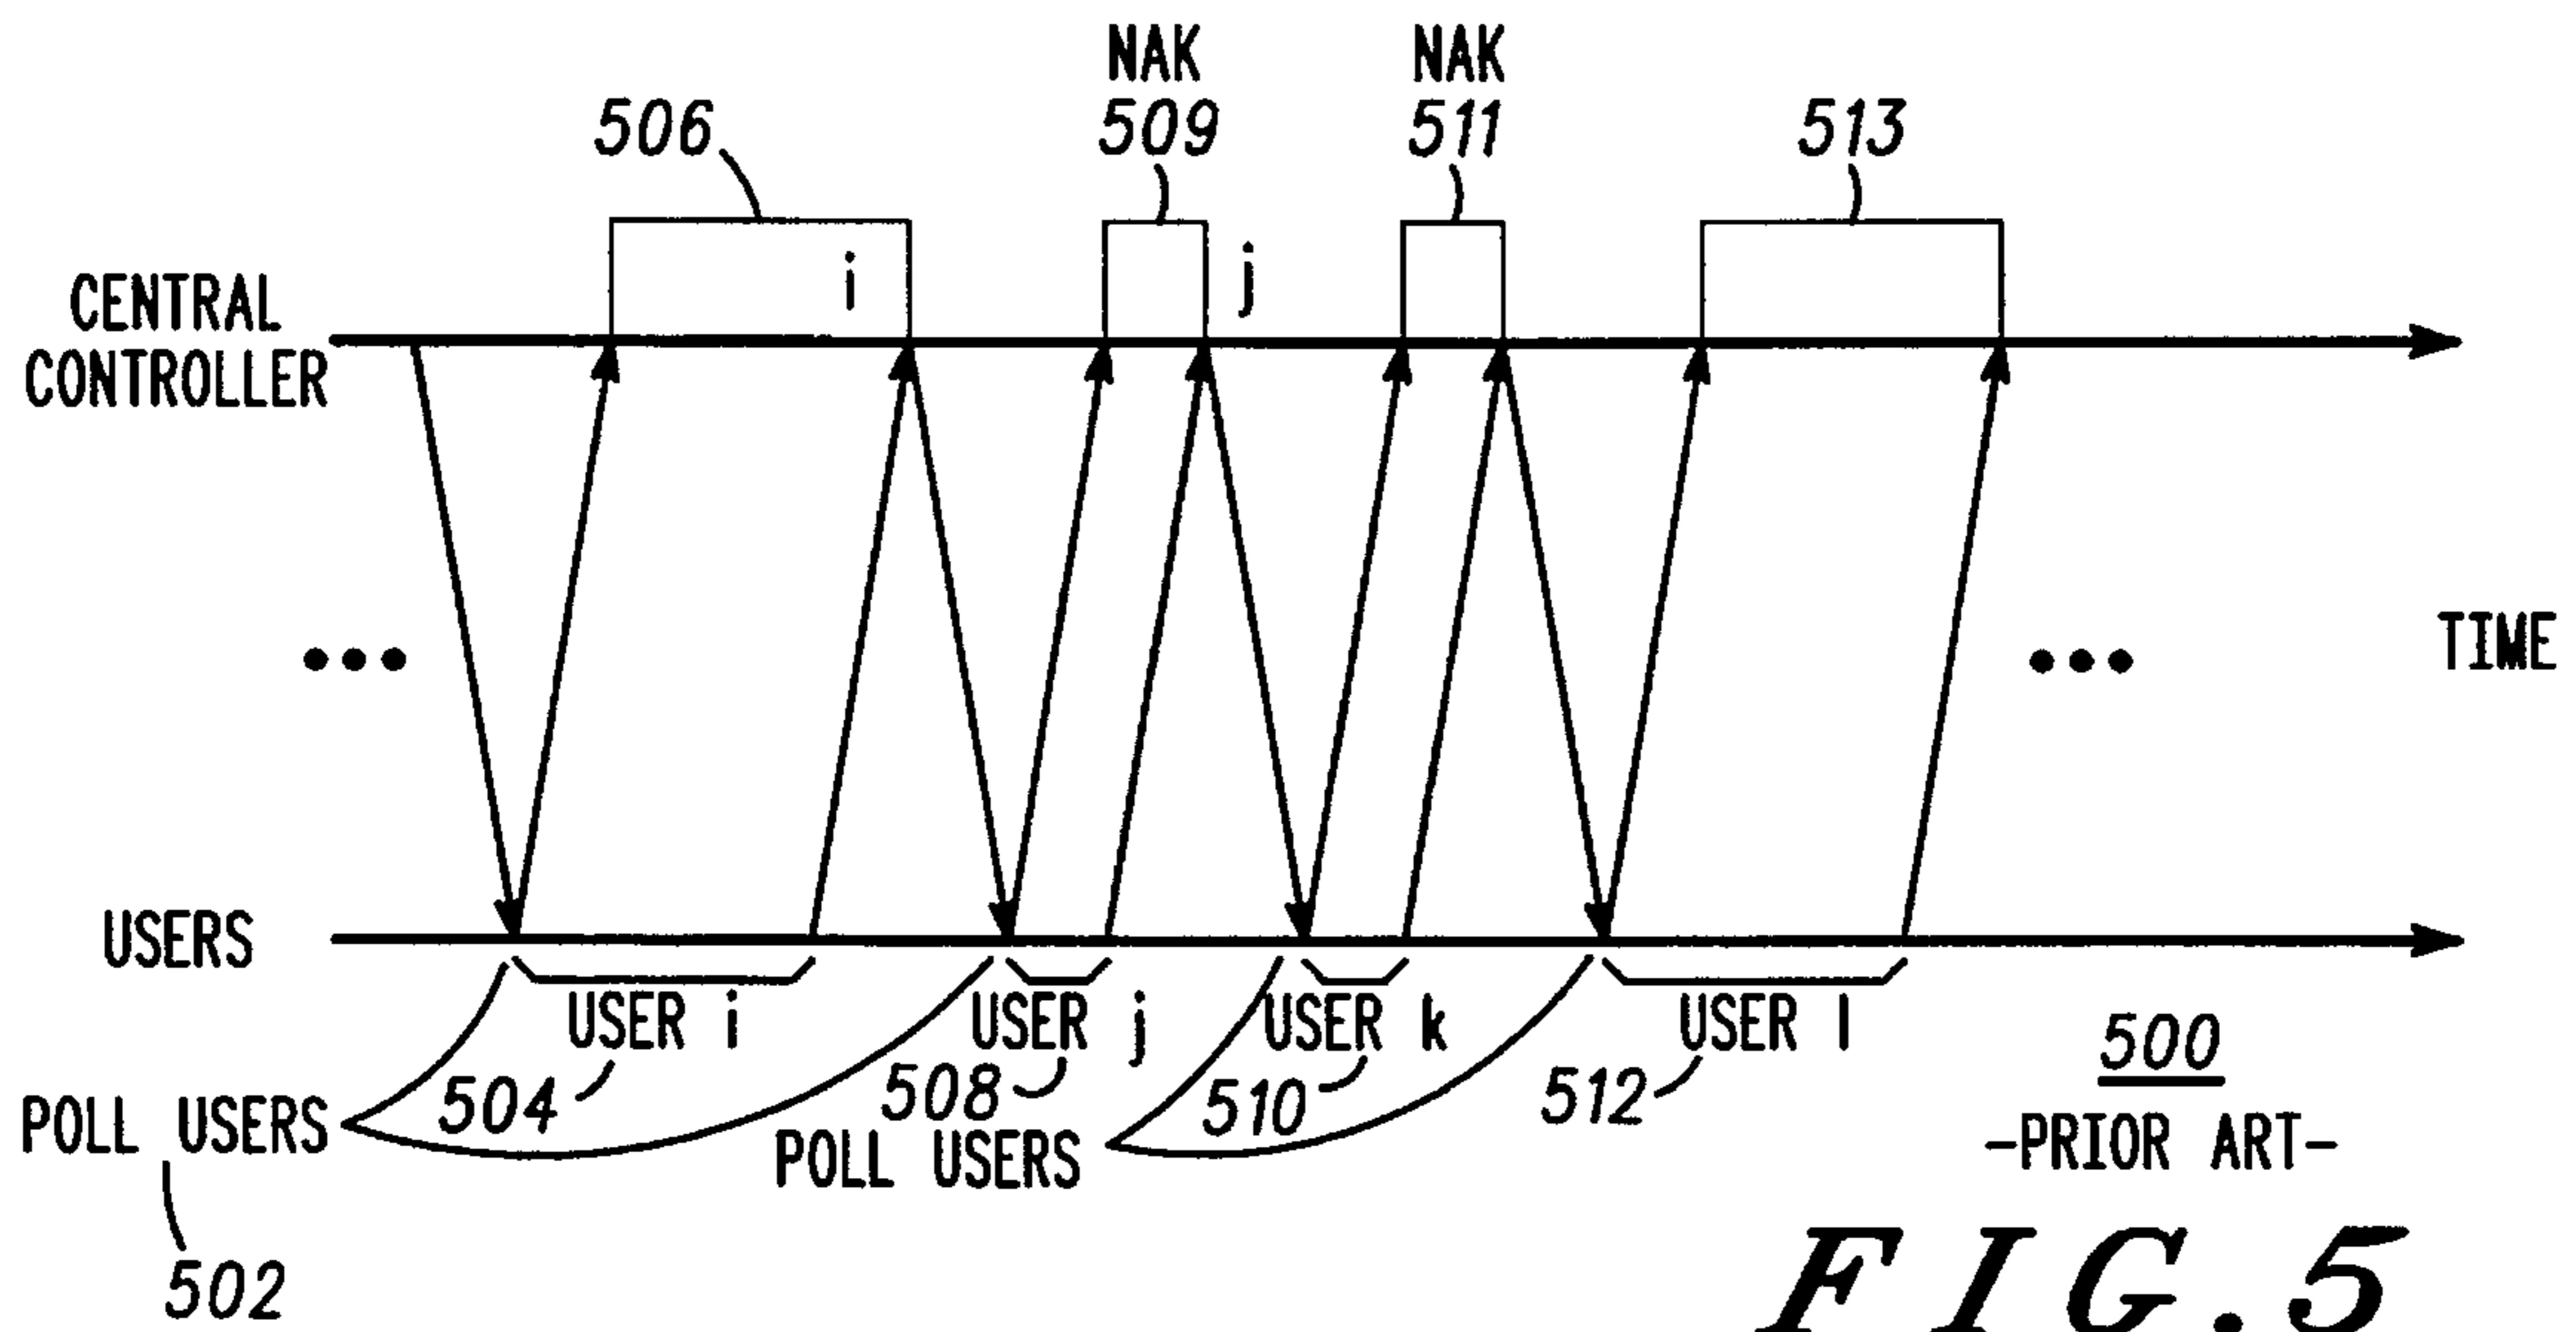 NAK
NAK
506
509
511
513
i
j
CENTRAL
CONTROLLER
TIME
USERS
USER i
USER j
USER k
USER l
504
508
510
512
500
POLL USERS
POLL USERS
-PRIOR ART-
502
FIG.5